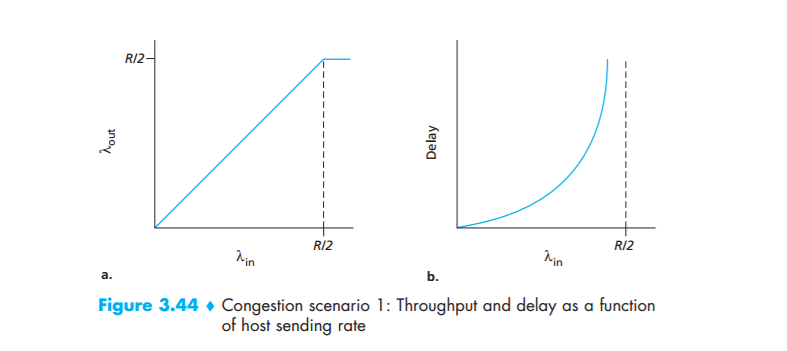 R/2
λout
R/2
λin
a.
Delay
R/2
λin
b.
Figure 3.44 ♦ Congestion scenario 1: Throughput and delay as a function
of host sending rate